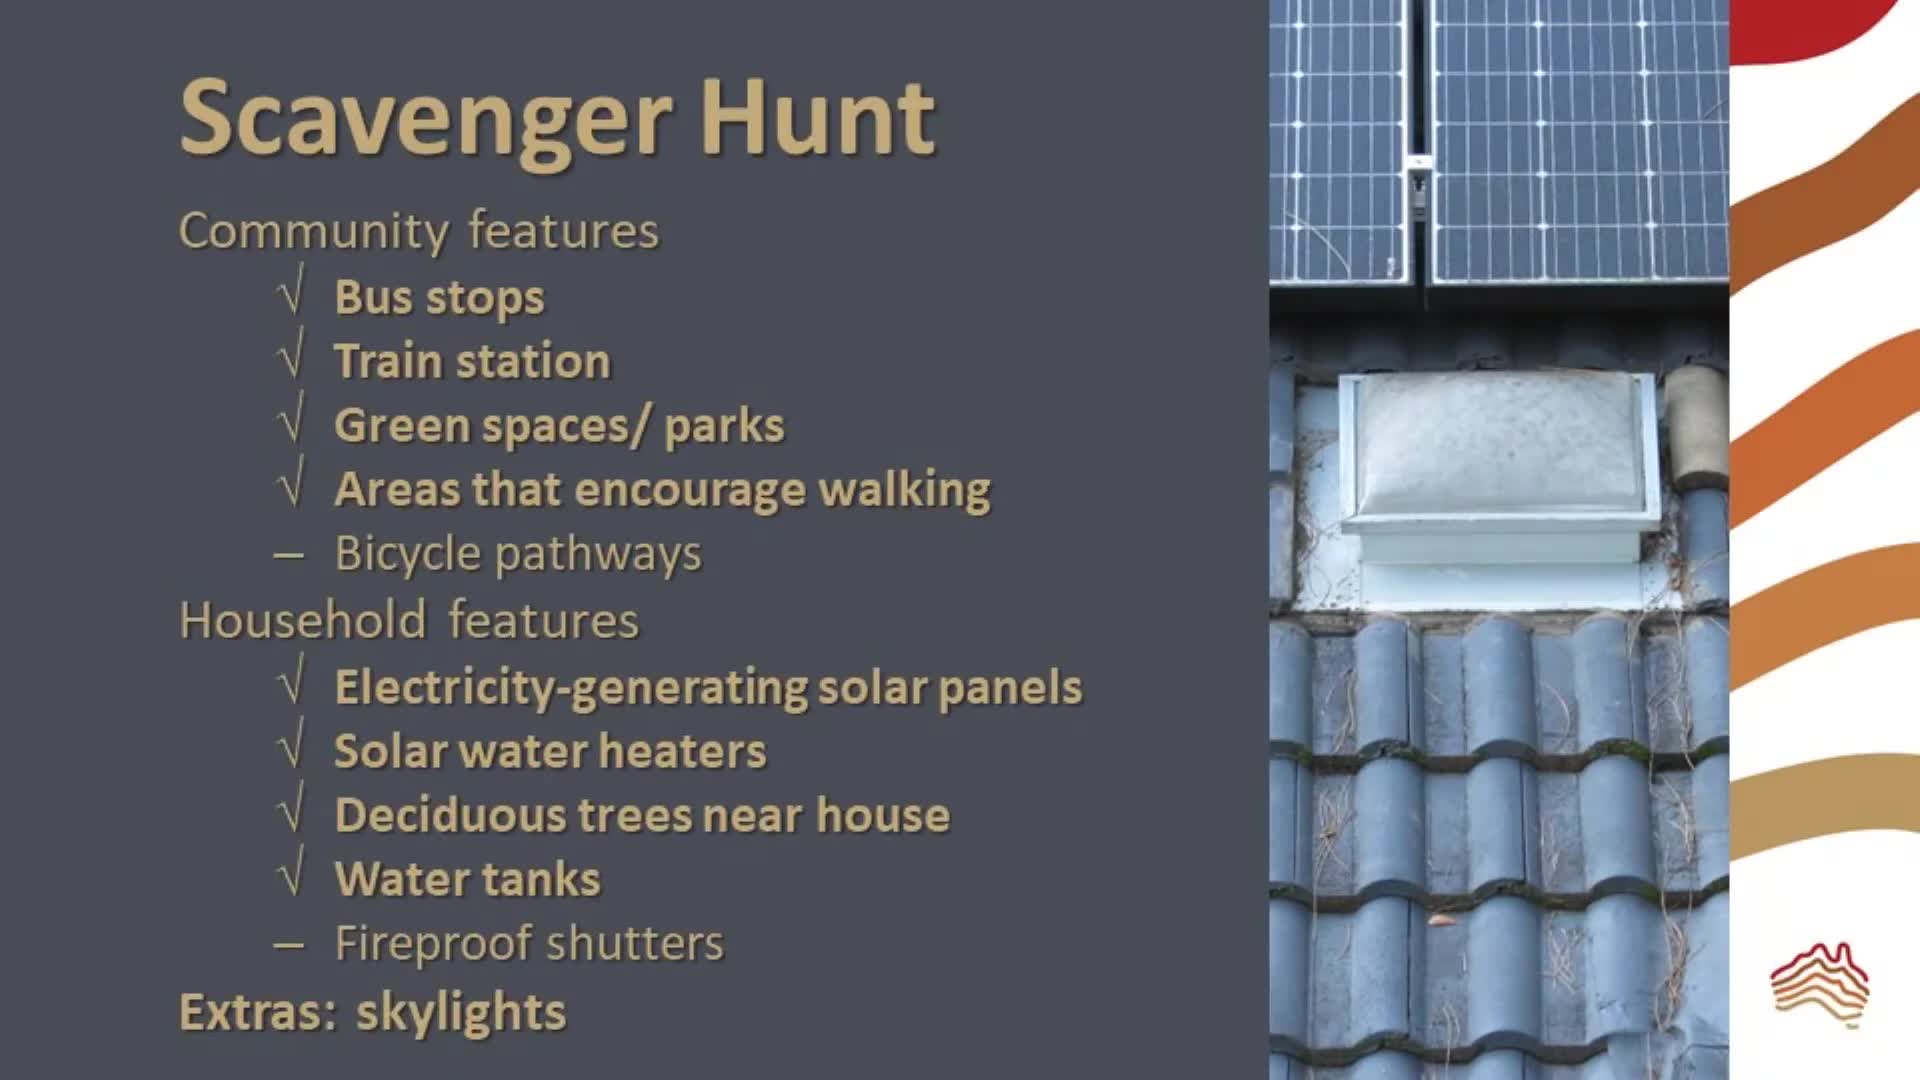 Scavenger Hunt
Community features
√ Bus stops
√ Train station
√ Green spaces/ parks
√ Areas that encourage walking
– Bicycle pathways
Household features
√ Electricity-generating solar panels
√ Solar water heaters
√ Deciduous trees near house
√ Water tanks
– Fireproof shutters
Extras: skylights